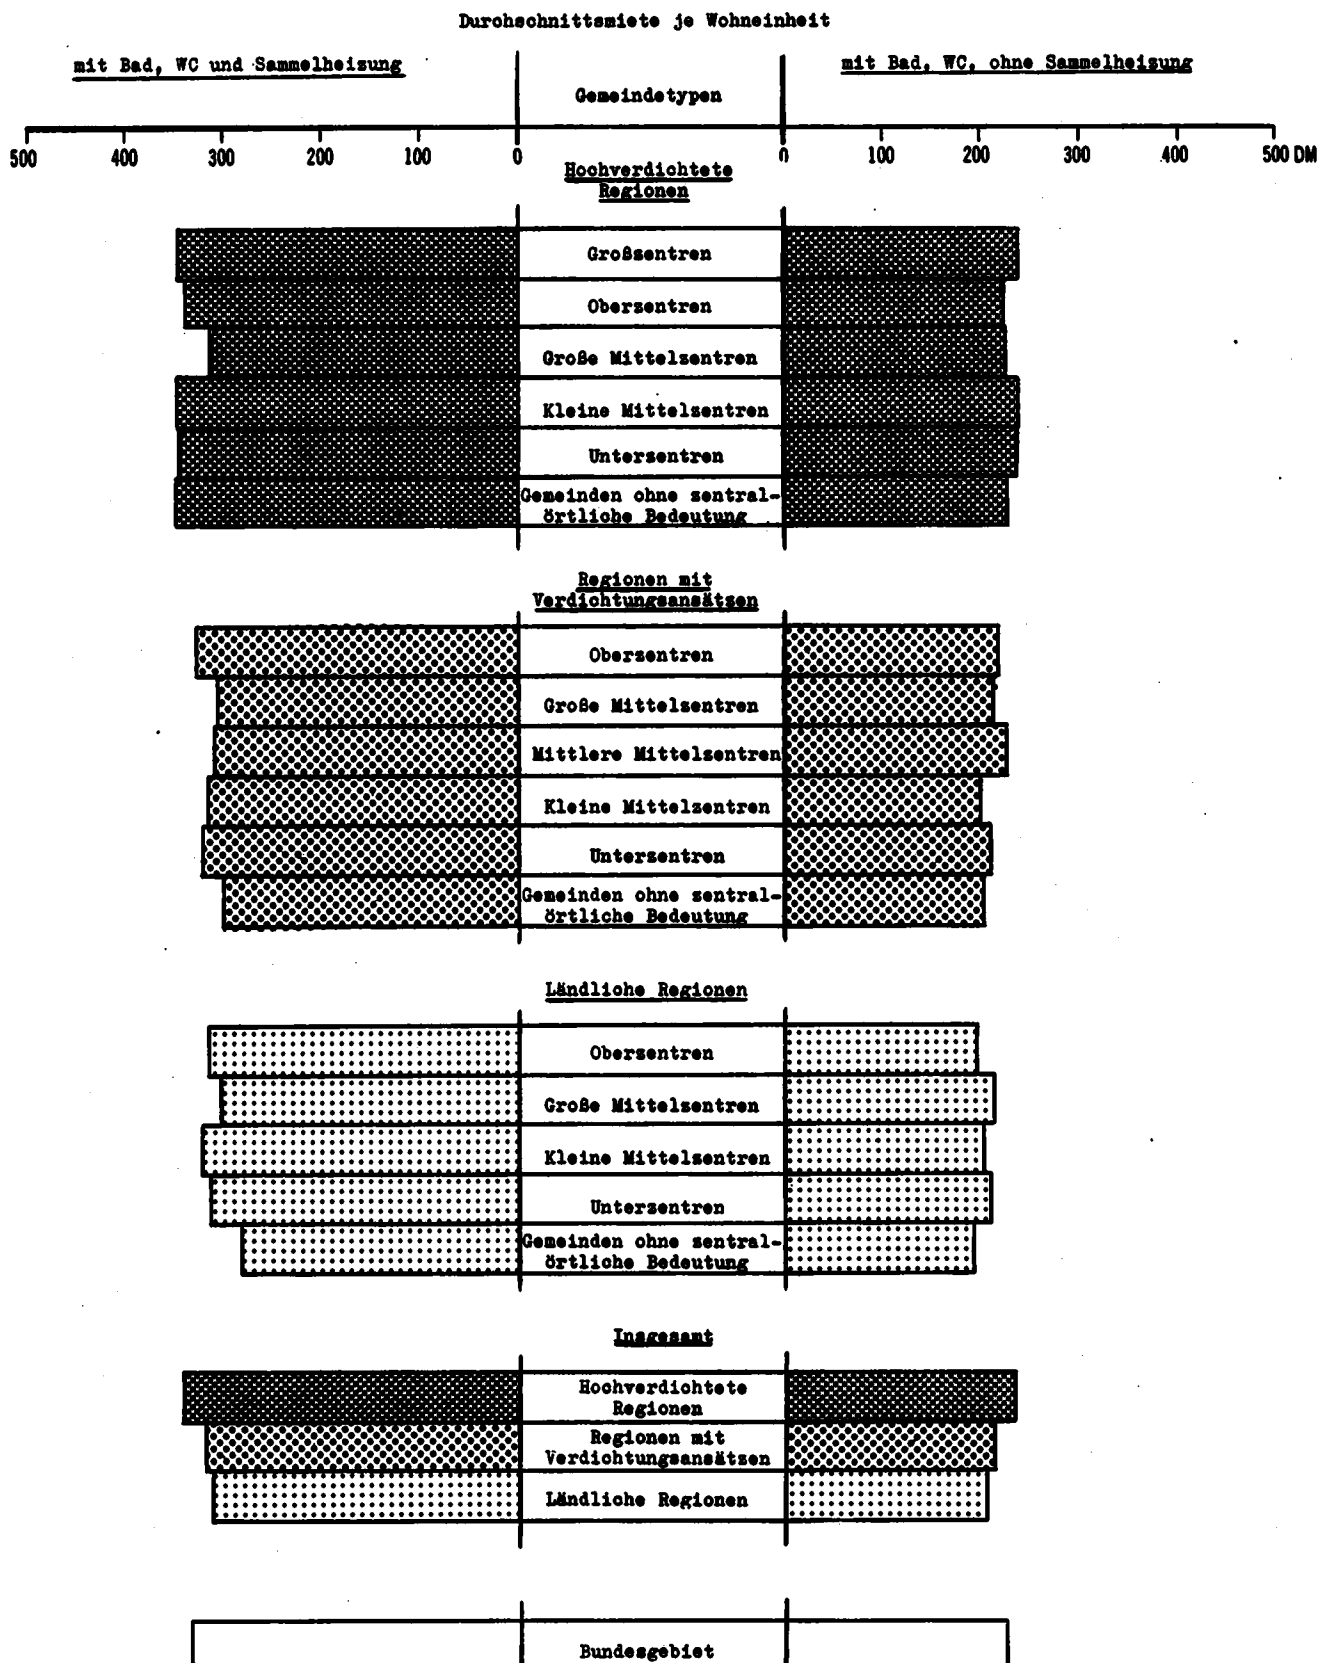 Durchschnittsmiete je Wohneinheit
mit Bad, WC und Sammelheizung
mit Bad, WC, ohne Sammelheizung
Gemeindetypen
500 400 300 200 100 0
0 100 200 300 400 500 DM
Hochverdichtete
Regionen
Großzentren
Oberzentren
Große Mittelzentren
Kleine Mittelzentren
Unterzentren
Gemeinden ohne zentral-
örtliche Bedeutung
Regionen mit
Verdichtungsansätzen
Oberzentren
Große Mittelzentren
Mittlere Mittelzentren
Kleine Mittelzentren
Unterzentren
Gemeinden ohne zentral-
örtliche Bedeutung
Ländliche Regionen
Oberzentren
Große Mittelzentren
Kleine Mittelzentren
Unterzentren
Gemeinden ohne zentral-
örtliche Bedeutung
Insgesamt
Hochverdichtete
Regionen
Regionen mit
Verdichtungsansätzen
Ländliche Regionen
Bundesgebiet